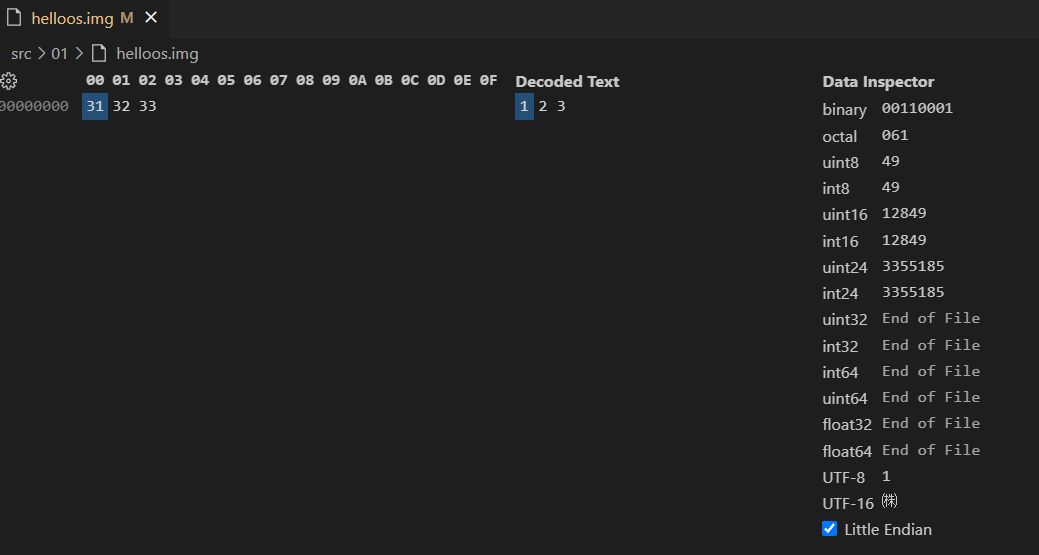 helloos.img M
src > 01 > helloos.img
00 01 02 03 04 05 06 07 08 09 0A 0B 0C 0D 0E 0F Decoded Text Data Inspector
00000000 31 32 33 1 2 3
binary 00110001
octal 061
uint8 49
int8 49
uint16 12849
int16 12849
uint24 3355185
int24 3355185
uint32 End of File
int32 End of File
int64 End of File
uint64 End of File
float32 End of File
float64 End of File
UTF-8 1
UTF-16 ㈱
Little Endian